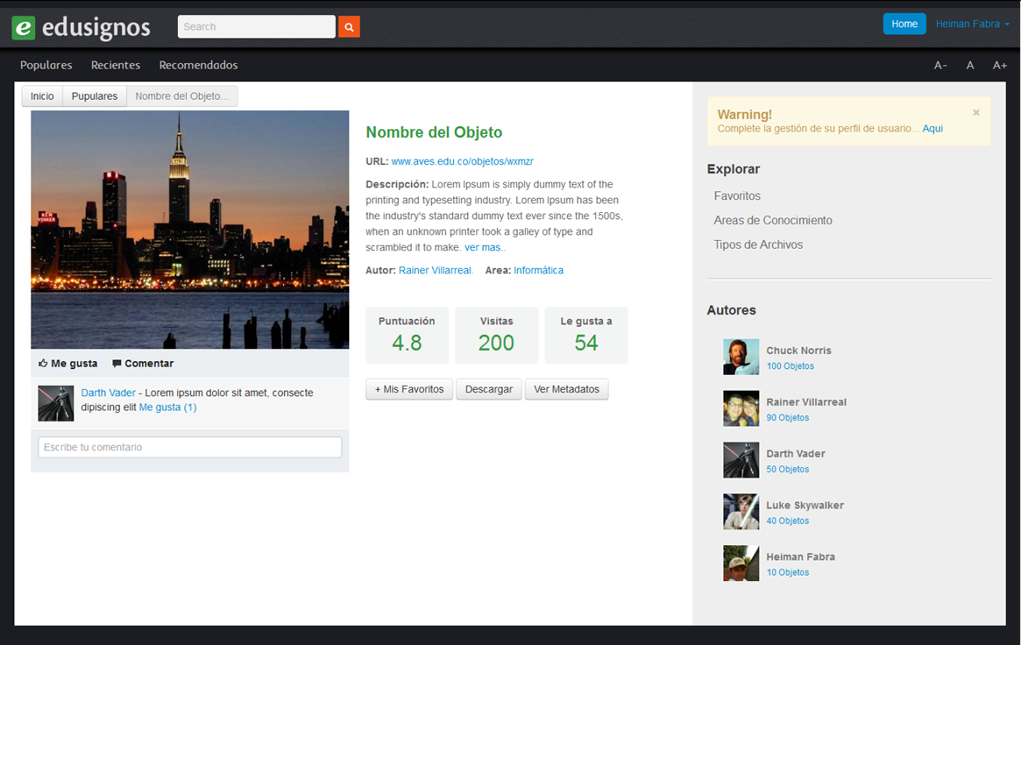 e edusignos
Search
Home
Heiman Fabra
Populares Recientes Recomendados
A- A A+
Inicio Pupulares Nombre del Objeto...
NEW
YORKER
Me gusta Comentar
Darth Vader - Lorem ipsum dolor sit amet, consecte
dipiscing elit Me gusta (1)
Escribe tu comentario
Nombre del Objeto
URL: www.aves.edu.co/objetos/wxmzr
Descripción: Lorem Ipsum is simply dummy text of the
printing and typesetting industry. Lorem Ipsum has been
the industry's standard dummy text ever since the 1500s,
when an unknown printer took a galley of type and
scrambled it to make. ver mas..
Autor: Rainer Villarreal. Area: Informática
Puntuación
4.8
Visitas
200
Le gusta a
54
+ Mis Favoritos Descargar Ver Metadatos
Warning! ×
Complete la gestión de su perfil de usuario... Aqui
Explorar
Favoritos
Areas de Conocimiento
Tipos de Archivos
Autores
Chuck Norris
100 Objetos
Rainer Villarreal
90 Objetos
Darth Vader
50 Objetos
Luke Skywalker
40 Objetos
Heiman Fabra
10 Objetos